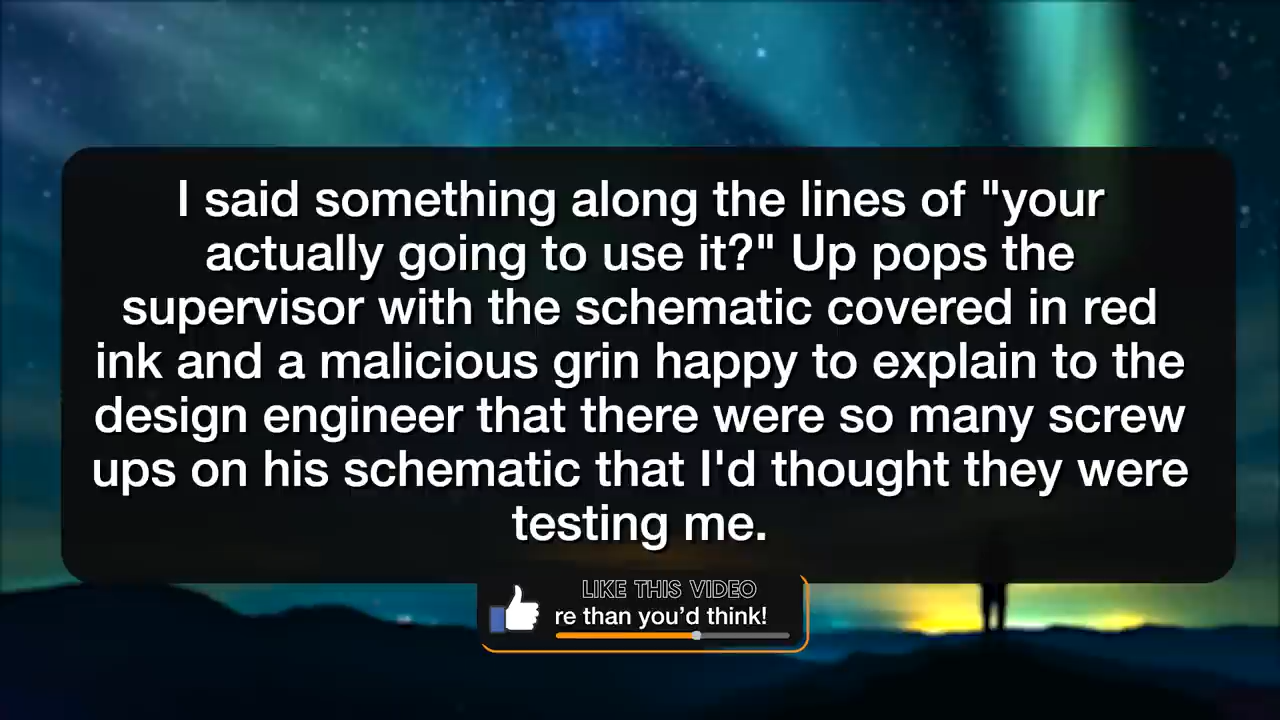 I said something along the lines of "your
actually going to use it?" Up pops the
supervisor with the schematic covered in red
ink and a malicious grin happy to explain to the
design engineer that there were so many screw
ups on his schematic that I'd thought they were
testing me.
LIKE THIS VIDEO
re than you'd think!